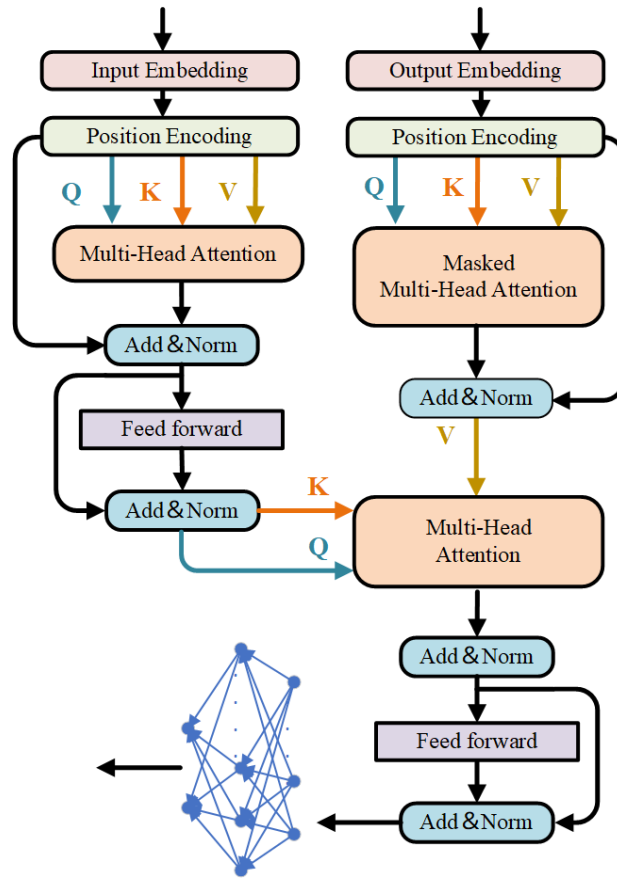 Input Embedding
Position Encoding
Q
K
V
Multi-Head Attention
Add&Norm
Feed forward
Add&Norm
K
Q
Output Embedding
Position Encoding
Q
K
V
Masked
Multi-Head Attention
Add&Norm
V
Multi-Head
Attention
Add&Norm
Feed forward
Add&Norm